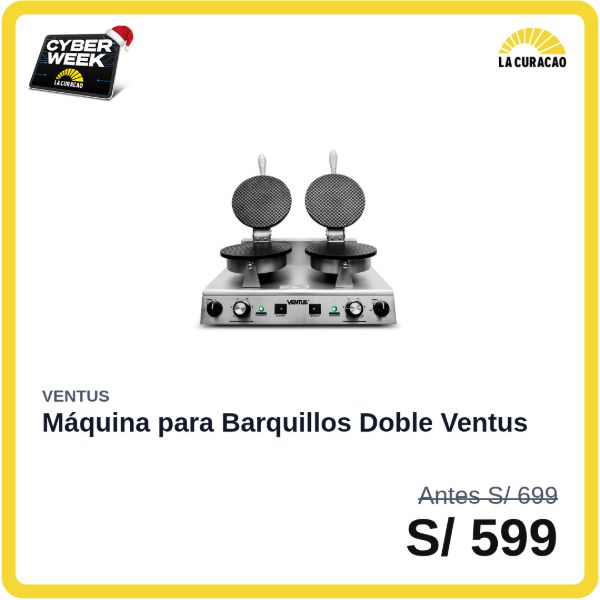 CYBER
WEEK
LA CURACAO
LA CURACAO
VENTUS
VENTUS
Máquina para Barquillos Doble Ventus
Antes S/ 699
S/ 599